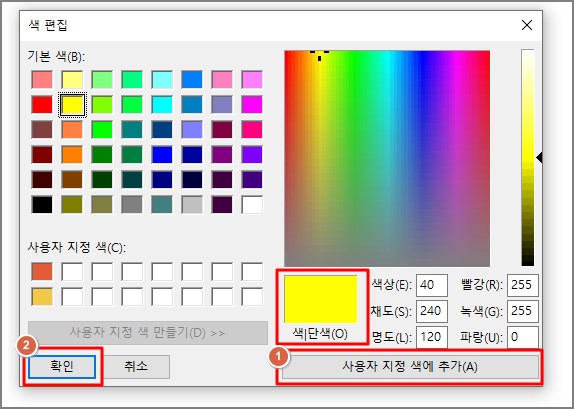 색 편집
기본 색(B):
사용자 지정 색(C):
사용자 지정 색 만들기(D) >>
2
확인
취소
색|단색(O)
색상(E): 40
빨강(R): 255
채도(S): 240
녹색(G): 255
명도(L): 120
파랑(U): 0
1
사용자 지정 색에 추가(A)